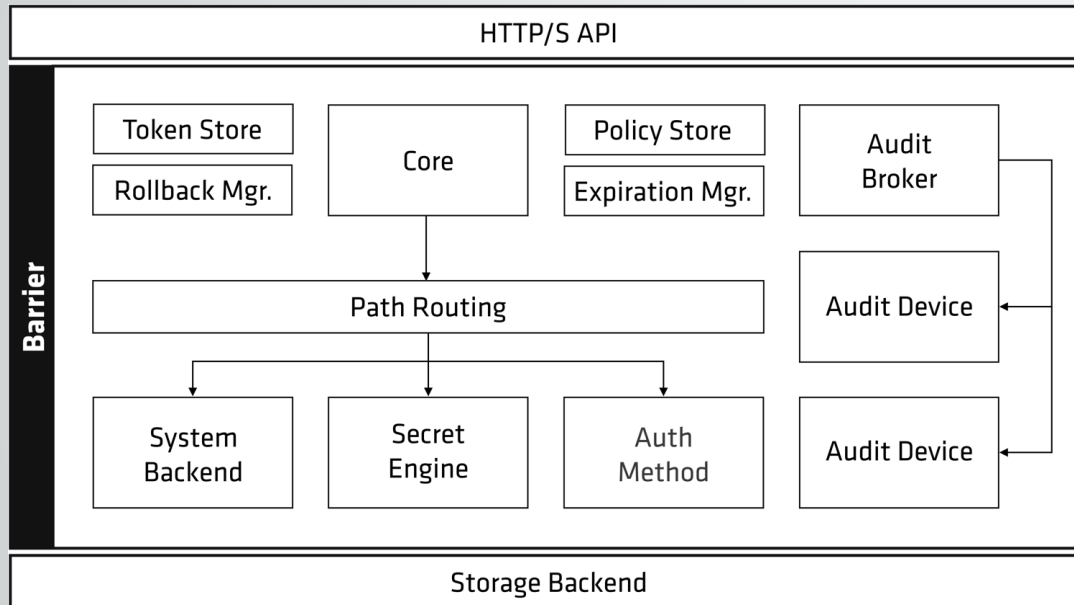 HTTP/S API
Barrier
Token Store
Rollback Mgr.
Core
Policy Store
Expiration Mgr.
Audit
Broker
Path Routing
Audit Device
System
Backend
Secret
Engine
Auth
Method
Audit Device
Storage Backend